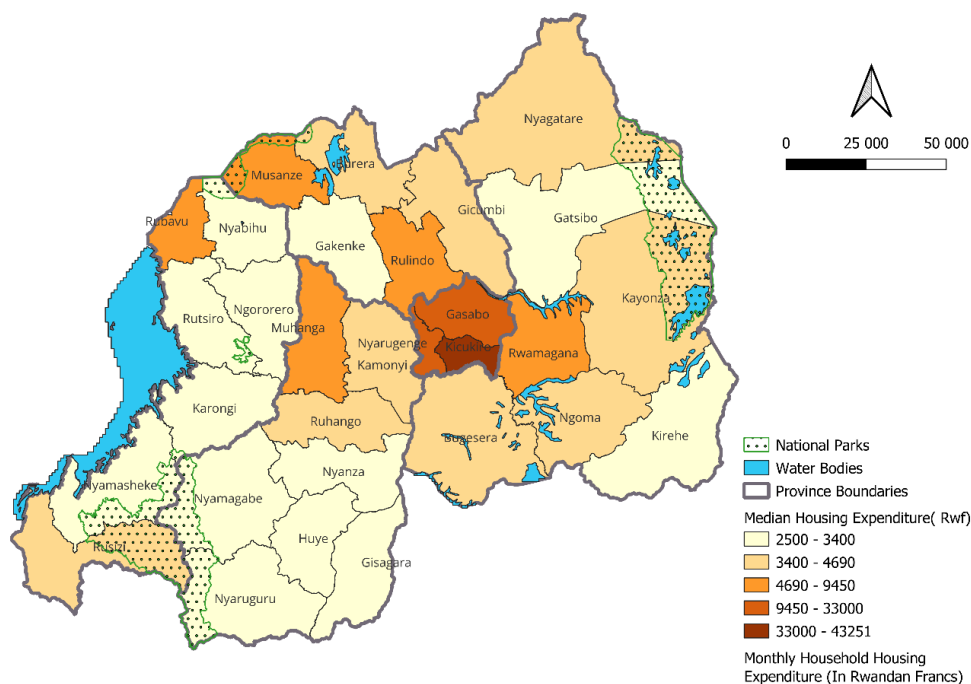 Nyagatare
0 25 000 50 000
Burera
Musanze
Gicumbi
Rubavu
Nyabihu
Gatsibo
Gakenke
Rulindo
Kayonza
Rutsiro
Ngororero
Gasabo
Muhanga
Nyarugenge
Kicukiro
Rwamagana
Kamonyi
Karongi
Ruhango
Ngoma
Bugesera
Kirehe
Nyanza
Nyamasheke
Nyamagabe
Huye
Rusizi
Gisagara
Nyaruguru
National Parks
Water Bodies
Province Boundaries
Median Housing Expenditure( Rwf)
2500 - 3400
3400 - 4690
4690 - 9450
9450 - 33000
33000 - 43251
Monthly Household Housing
Expenditure (In Rwandan Francs)